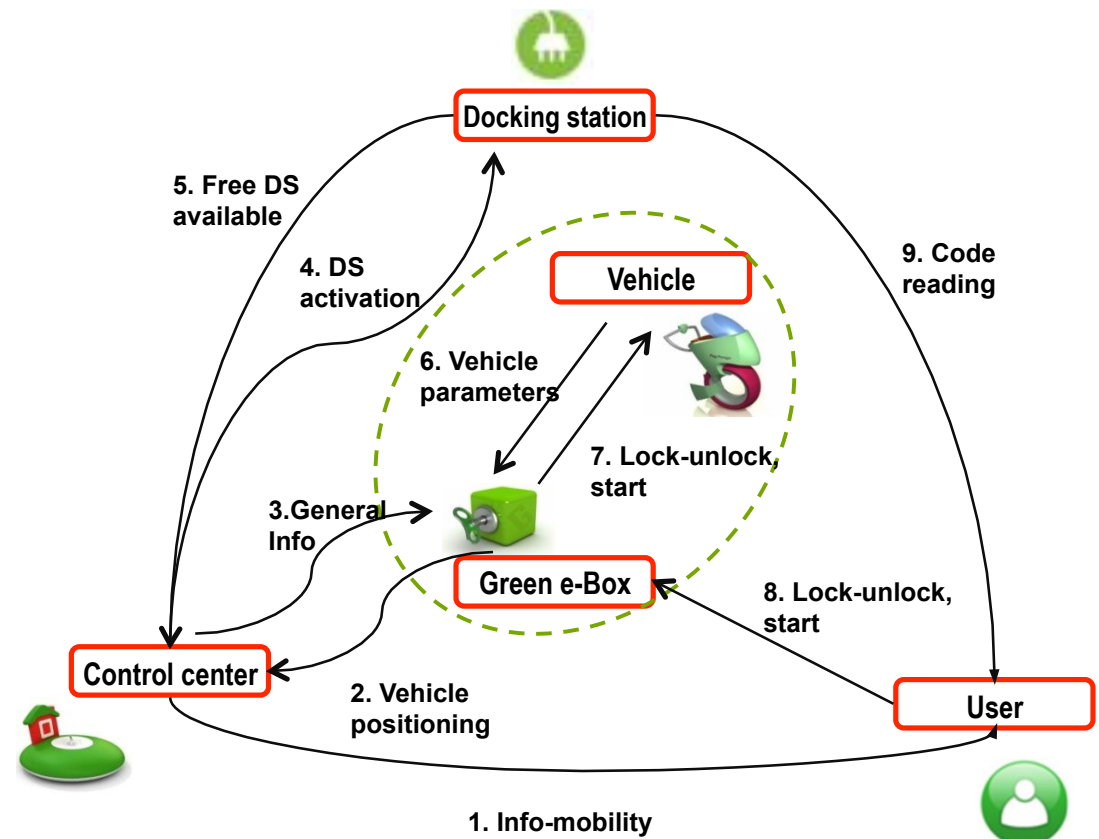 Docking station
5. Free DS
available
4. DS
activation
Vehicle
9. Code
reading
6. Vehicle
parameters
7. Lock-unlock,
start
3.General
Info
Green e-Box
8. Lock-unlock,
start
Control center
2. Vehicle
positioning
User
1. Info-mobility